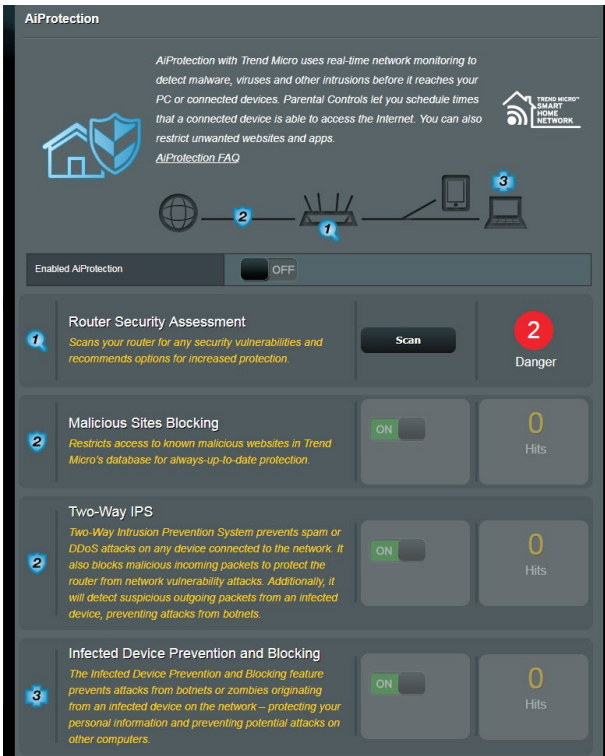 AiProtection
AiProtection with Trend Micro uses real-time network monitoring to
detect malware, viruses and other intrusions before it reaches your
PC or connected devices. Parental Controls let you schedule times
that a connected device is able to access the Internet. You can also
restrict unwanted websites and apps.
AiProtection FAQ
TREND MICRO™
SMART
HOME
NETWORK
2
1
3
Enabled AiProtection
OFF
1
Router Security Assessment
Scans your router for any security vulnerabilities and
recommends options for increased protection.
Scan
2
Danger
2
Malicious Sites Blocking
Restricts access to known malicious websites in Trend
Micro's database for always-up-to-date protection.
ON
0
Hits
2
Two-Way IPS
Two-Way Intrusion Prevention System prevents spam or
DDoS attacks on any device connected to the network. It
also blocks malicious incoming packets to protect the
router from network vulnerability attacks. Additionally, it
will detect suspicious outgoing packets from an infected
device, preventing attacks from botnets.
ON
0
Hits
3
Infected Device Prevention and Blocking
The Infected Device Prevention and Blocking feature
prevents attacks from botnets or zombies originating
from an infected device on the network – protecting your
personal information and preventing potential attacks on
other computers.
ON
0
Hits